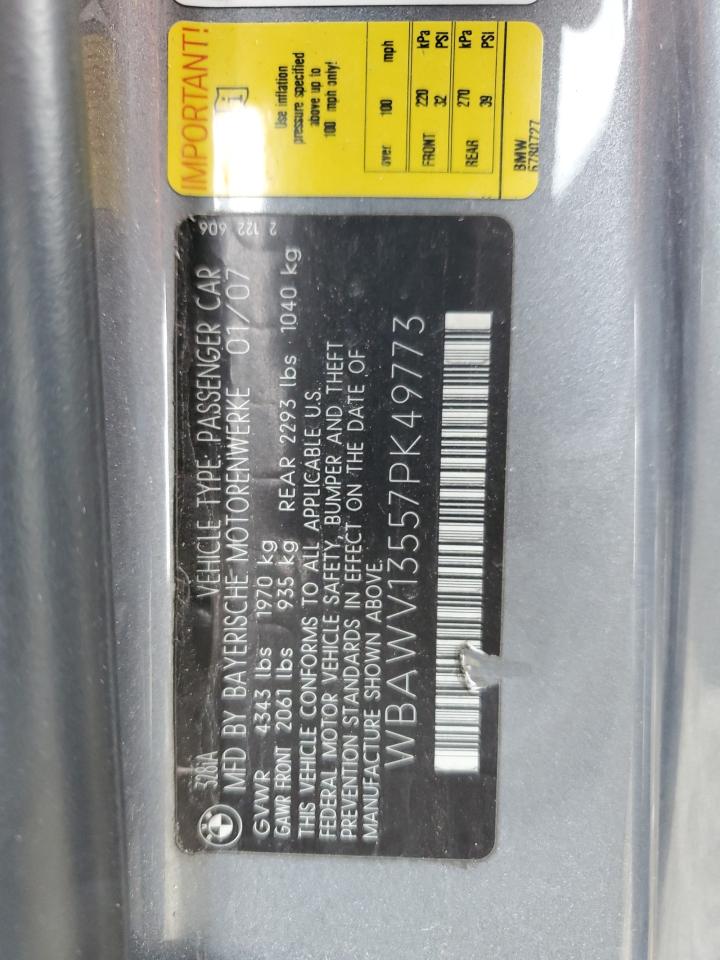 IMPORTANT!
Use inflation
pressure specified
above up to
100 mph only!
over 100 mph
kPa PSI kPa PSI
FRONT 220 32
REAR 270 39
BMW
6780727
328iA VEHICLE TYPE: PASSENGER CAR 2 122 606
MFD BY BAYERISCHE MOTORENWERKE 01/07
GVWR 4343 lbs 1970 kg
GAWR FRONT 2061 lbs 935 kg REAR 2293 lbs 1040 kg
THIS VEHICLE CONFORMS TO ALL APPLICABLE U.S.
FEDERAL MOTOR VEHICLE SAFETY, BUMPER AND THEFT
PREVENTION STANDARDS IN EFFECT ON THE DATE OF
MANUFACTURE SHOWN ABOVE.
WBAWV13557PK49773